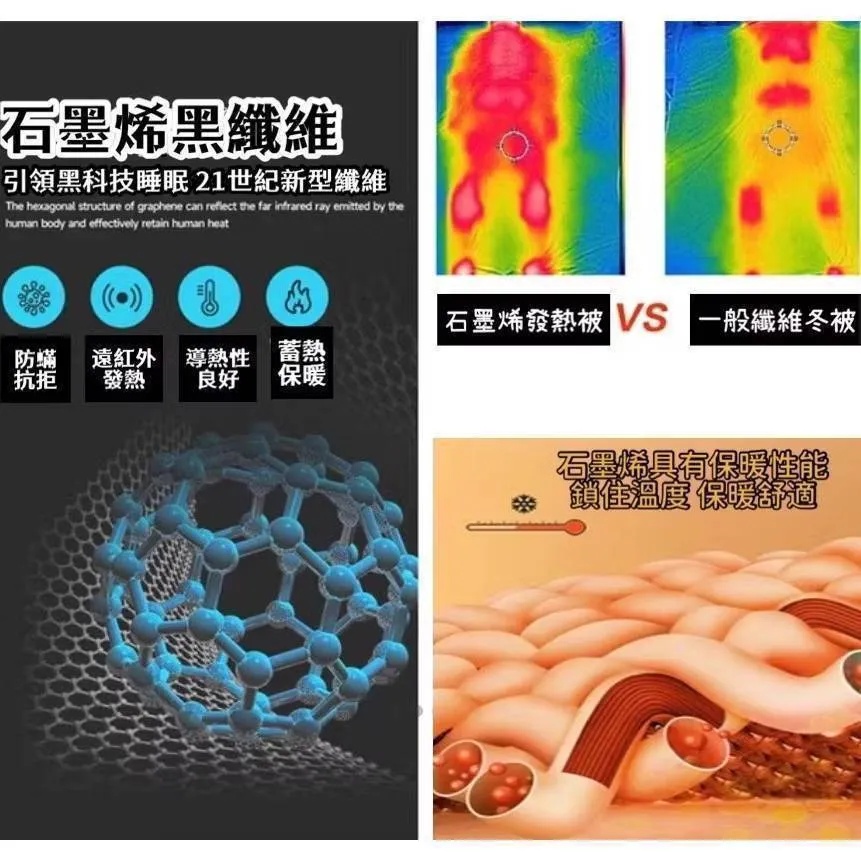 石墨烯黑纖維
引領黑科技睡眠 21世紀新型纖維
The hexagonal structure of graphene can reflect the far infrared ray emitted by the
human body and effectively retain human heat
防蟎
抗拒
遠紅外
發熱
導熱性
良好
蓄熱
保暖
石墨烯發熱被
VS
一般纖維冬被
石墨烯具有保暖性能
鎖住溫度 保暖舒適